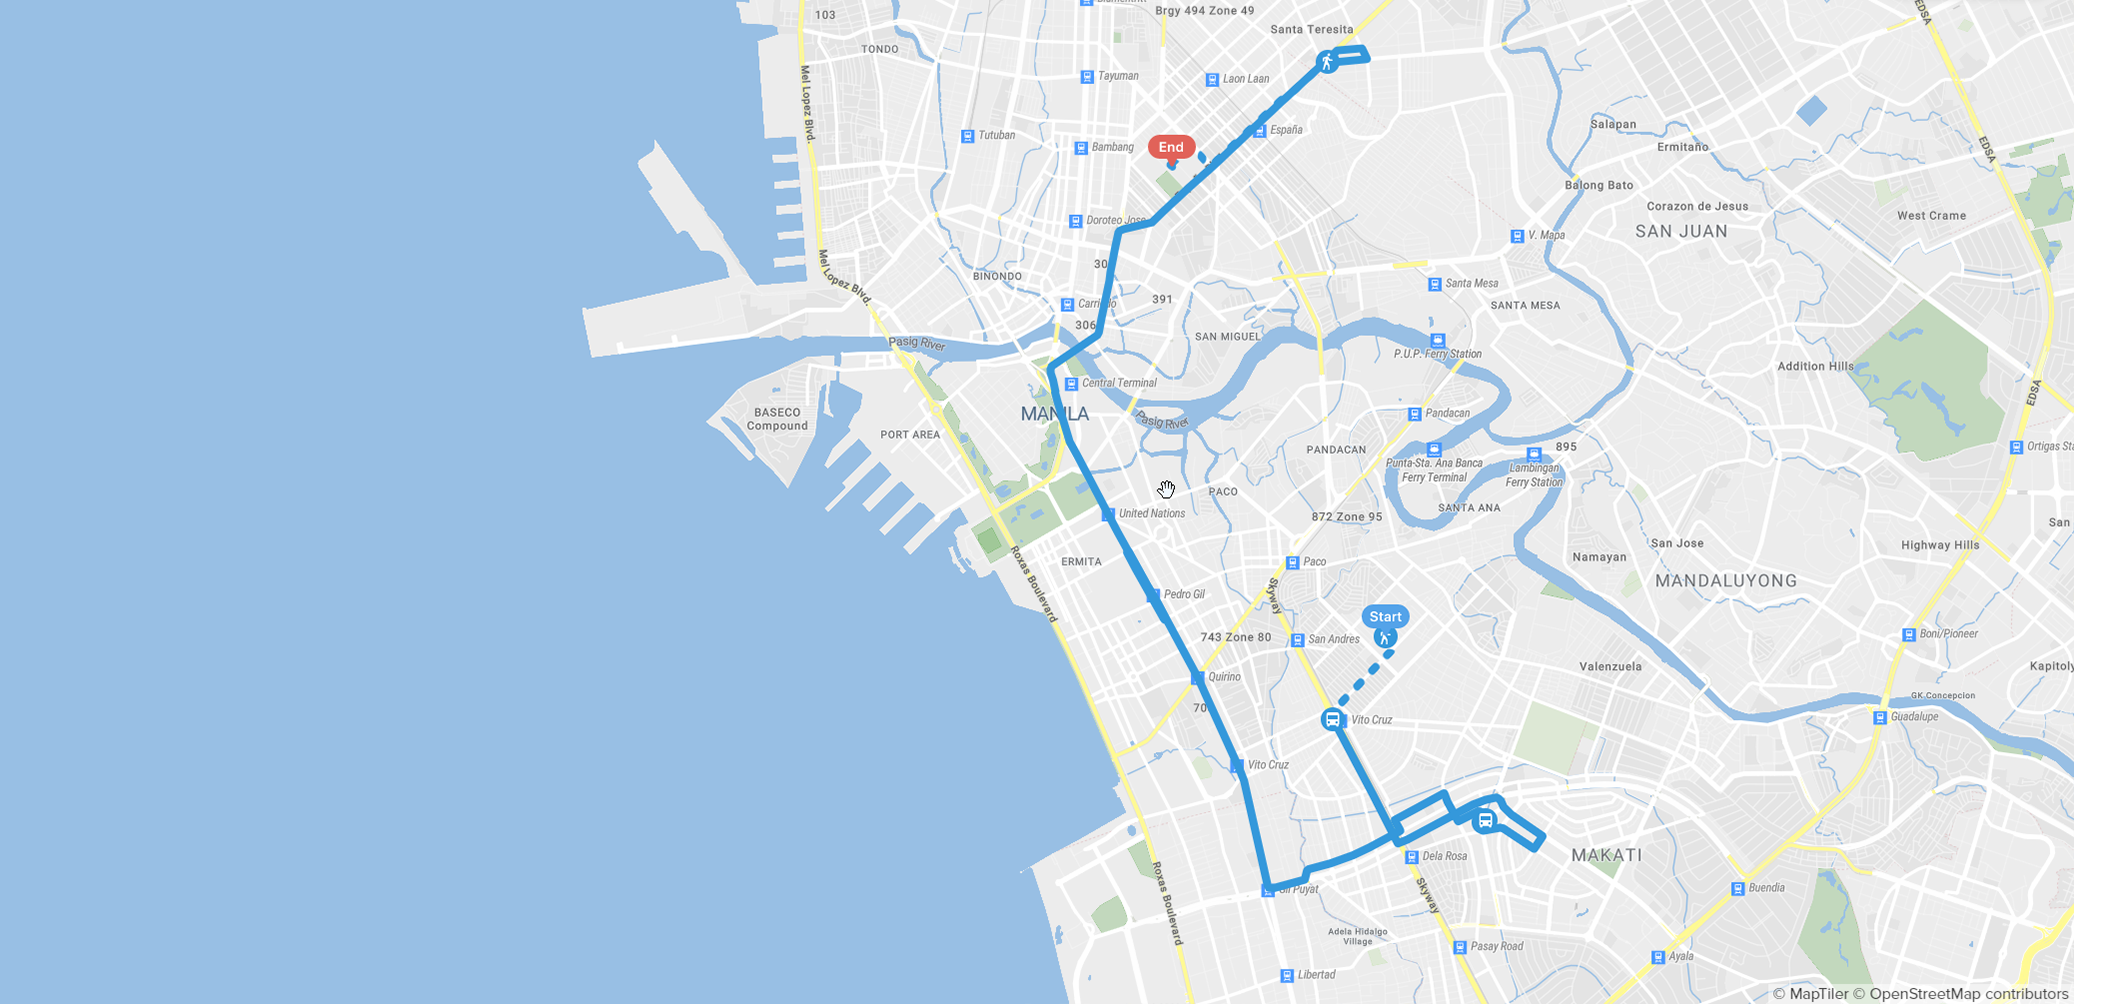 Blumentritt
Brgy 494 Zone 49
EDSA
103
Santa Teresita
TONDO
Tayuman
Laon Laan
Mel Lopez Blvd.
Salapan
España
Tutuban
Bambang
End
Ermitaño
EDSA
Balong Bato
Corazon de Jesus
West Crame
Doroteo Jose
SAN JUAN
V. Mapa
30
BINONDO
Mel Lopez Blvd.
Santa Mesa
391
Carriedo
SANTA MESA
306
SAN MIGUEL
Pasig River
P.U.P. Ferry Station
Addition Hills
Central Terminal
EDSA
MANILA
BASECO
Compound
Pasig River
Pandacan
PORT AREA
PANDACAN
895
Ortigas Sta
Punta-Sta. Ana Banca
Ferry Terminal
Lambingan
Ferry Station
PACO
SANTA ANA
United Nations
872 Zone 95
San
San Jose
Highway Hills
Namayan
ERMITA
Paco
Roxas Boulevard
MANDALUYONG
Skyway
Pedro Gil
Start
743 Zone 80
San Andres
Boni/Pioneer
Valenzuela
Kapitoly
Quirino
GK Concepcion
70
Vito Cruz
Guadalupe
Vito Cruz
MAKATI
Dela Rosa
Gil Puyat
Buendia
Skyway
Roxas Boulevard
Adela Hidalgo
Village
Pasay Road
Ayala
Libertad
© MapTiler © OpenStreetMap contributors